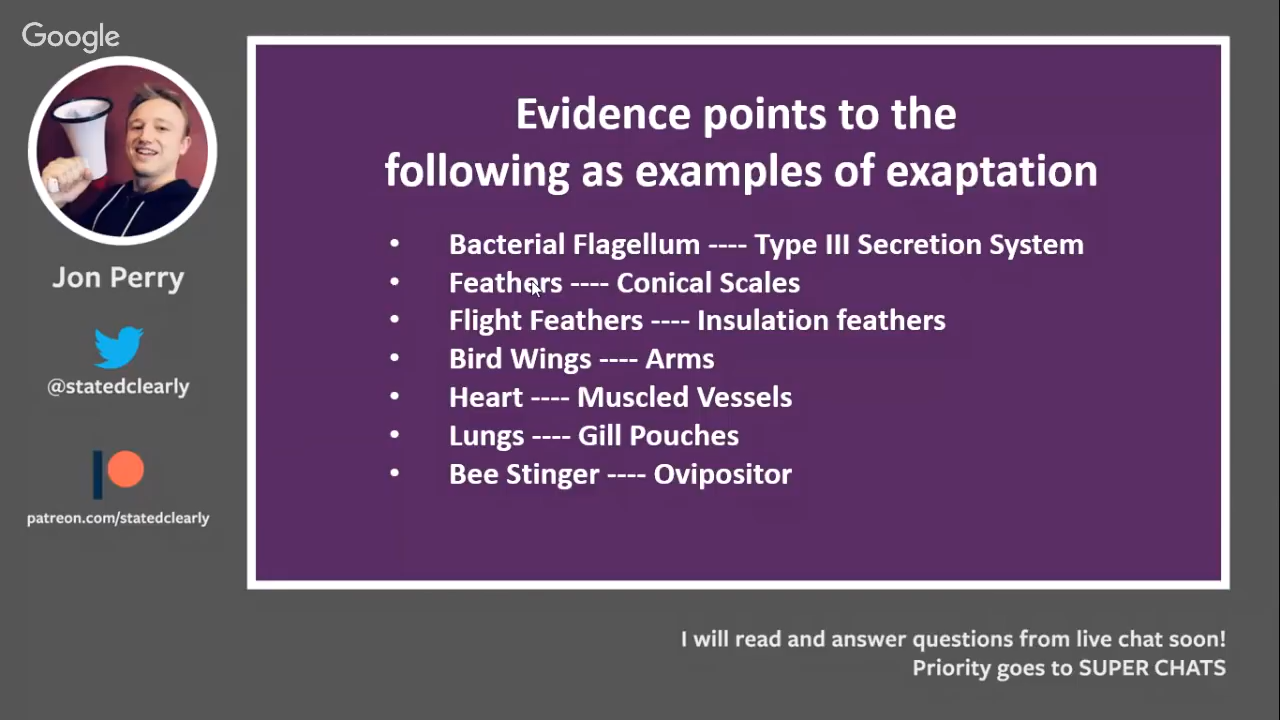 Google
Jon Perry
@statedclearly
patreon.com/statedclearly
Evidence points to the
following as examples of exaptation
• Bacterial Flagellum ---- Type III Secretion System
• Feathers ---- Conical Scales
• Flight Feathers ---- Insulation feathers
• Bird Wings ---- Arms
• Heart ---- Muscled Vessels
• Lungs ---- Gill Pouches
• Bee Stinger ---- Ovipositor
I will read and answer questions from live chat soon!
Priority goes to SUPER CHATS